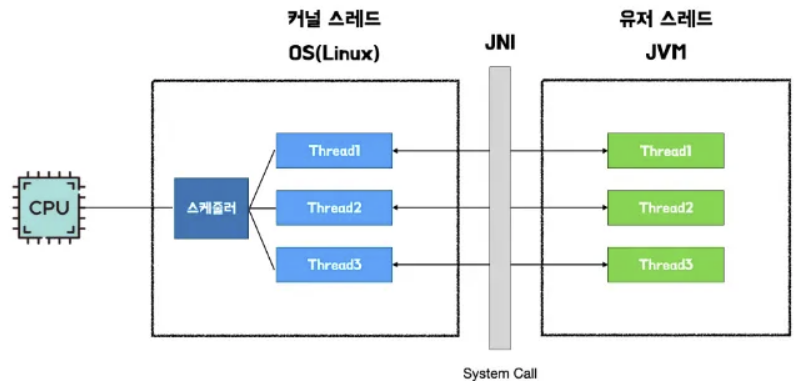 커널 스레드
OS(Linux)
JNI
유저 스레드
JVM
CPU
스케줄러
Thread1
Thread2
Thread3
Thread1
Thread2
Thread3
System Call